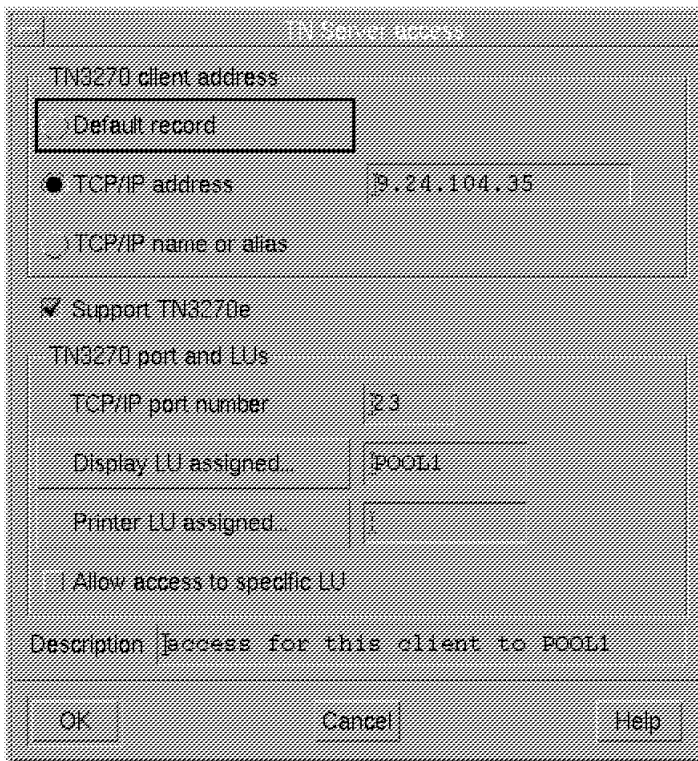 TN Server access
TN3270 client address
Default record
TCP/IP address 9.24.104.35
TCP/IP name or alias
Support TN3270e
TN3270 port and LUs
TCP/IP port number 23
Display LU assigned... POOL1
Printer LU assigned...
Allow access to specific LU
Description access for this client to POOL1
OK Cancel Help